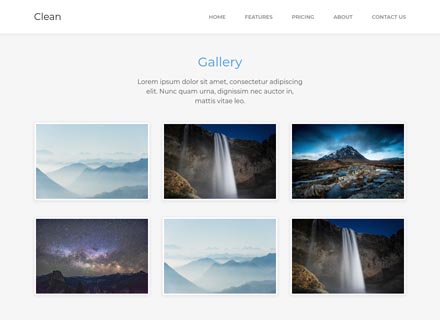 Clean
HOME FEATURES PRICING ABOUT CONTACT US
Gallery
Lorem ipsum dolor sit amet, consectetur adipiscing
elit. Nunc quam urna, dignissim nec auctor in,
mattis vitae leo.